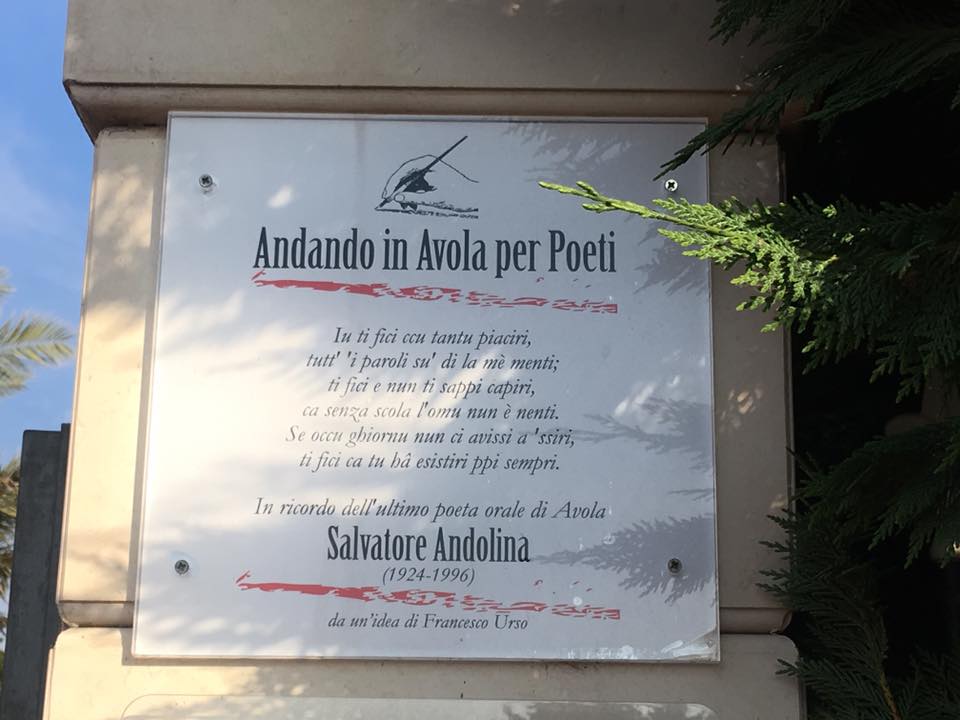 Andando in Avola per Poeti
Iu ti fici ccu tantu piaciri,
tutt' 'i paroli su' di la mè menti;
ti fici e nun ti sappi capiri,
ca senza scola l'omu nun è nenti.
Se occu ghiornu nun ci avissi a 'ssiri,
ti fici ca tu hâ esistiri ppi sempri.
In ricordo dell'ultimo poeta orale di Avola
Salvatore Andolina
(1924-1996)
da un'idea di Francesco Urso